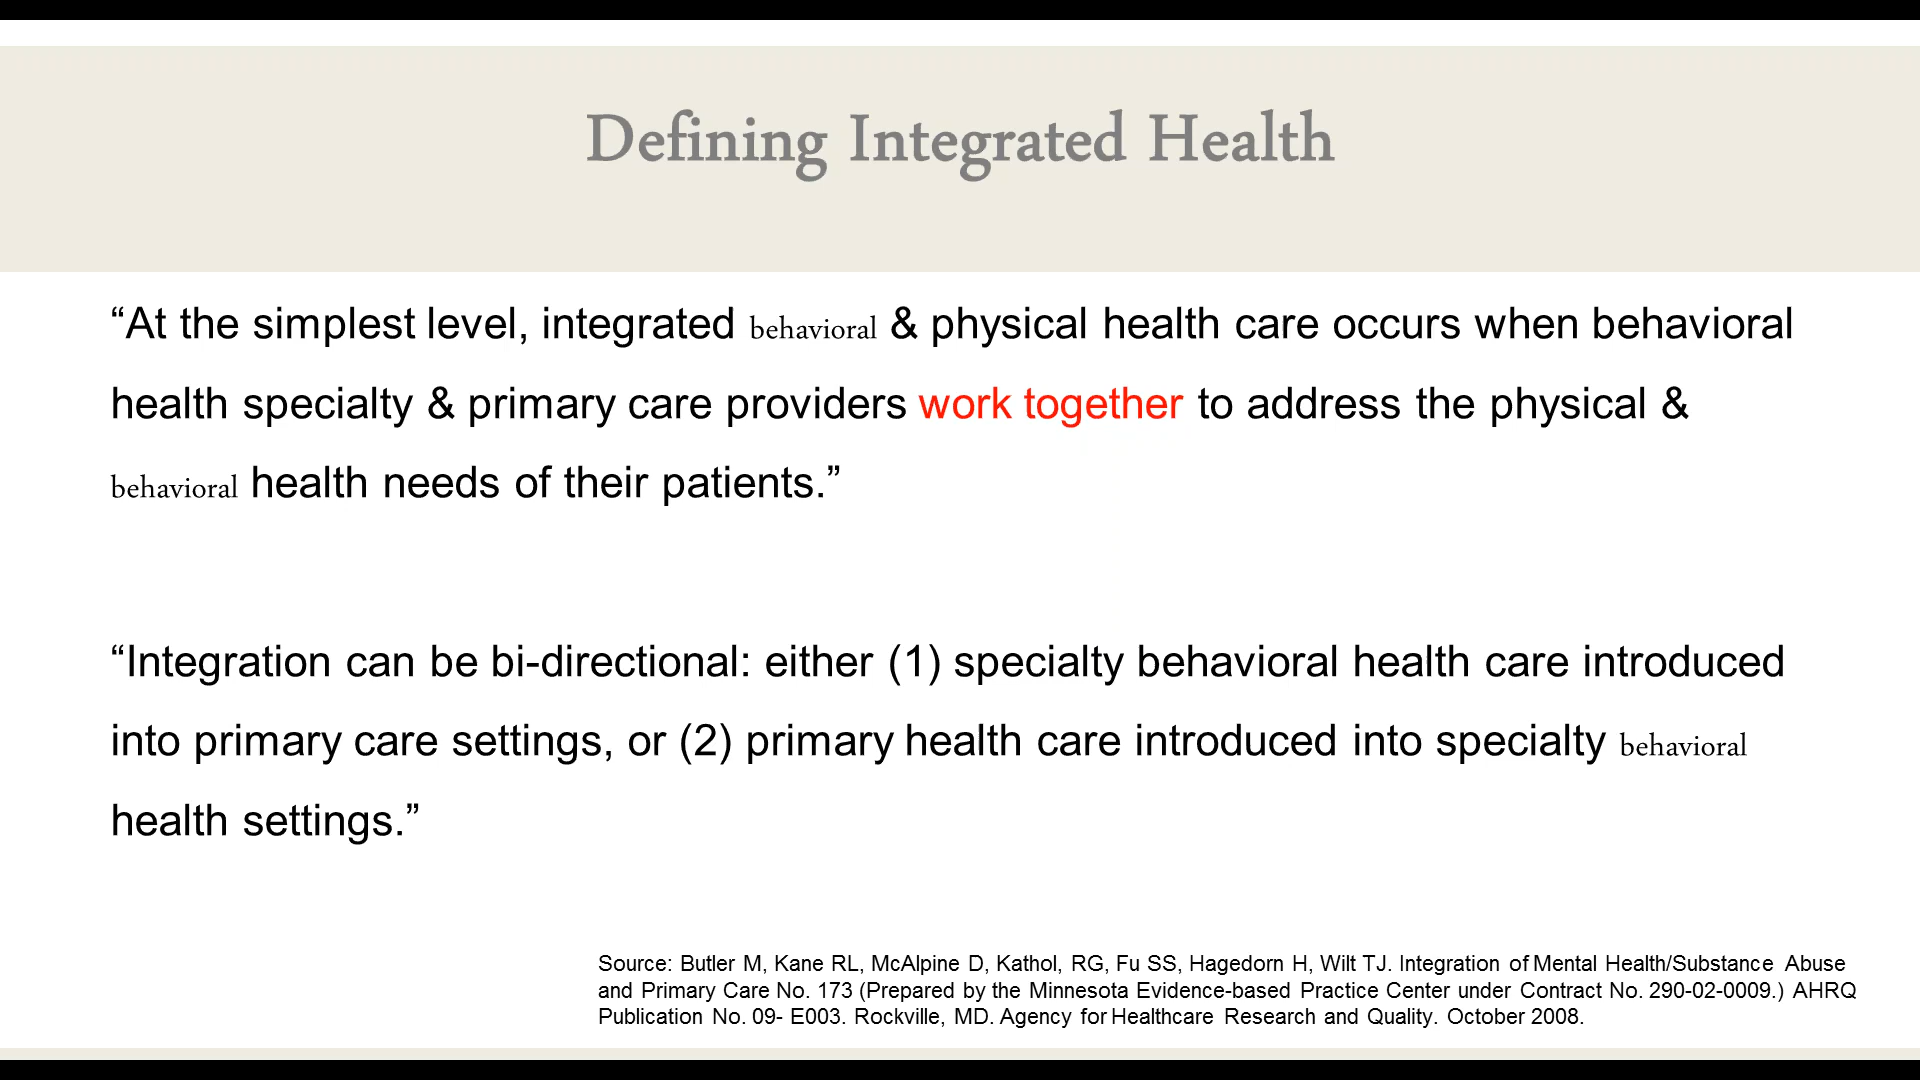 Defining Integrated Health
“At the simplest level, integrated behavioral & physical health care occurs when behavioral
health specialty & primary care providers work together to address the physical &
behavioral health needs of their patients.”
“Integration can be bi-directional: either (1) specialty behavioral health care introduced
into primary care settings, or (2) primary health care introduced into specialty behavioral
health settings.”
Source: Butler M, Kane RL, McAlpine D, Kathol, RG, Fu SS, Hagedorn H, Wilt TJ. Integration of Mental Health/Substance Abuse
and Primary Care No. 173 (Prepared by the Minnesota Evidence-based Practice Center under Contract No. 290-02-0009.) AHRQ
Publication No. 09- E003. Rockville, MD. Agency for Healthcare Research and Quality. October 2008.